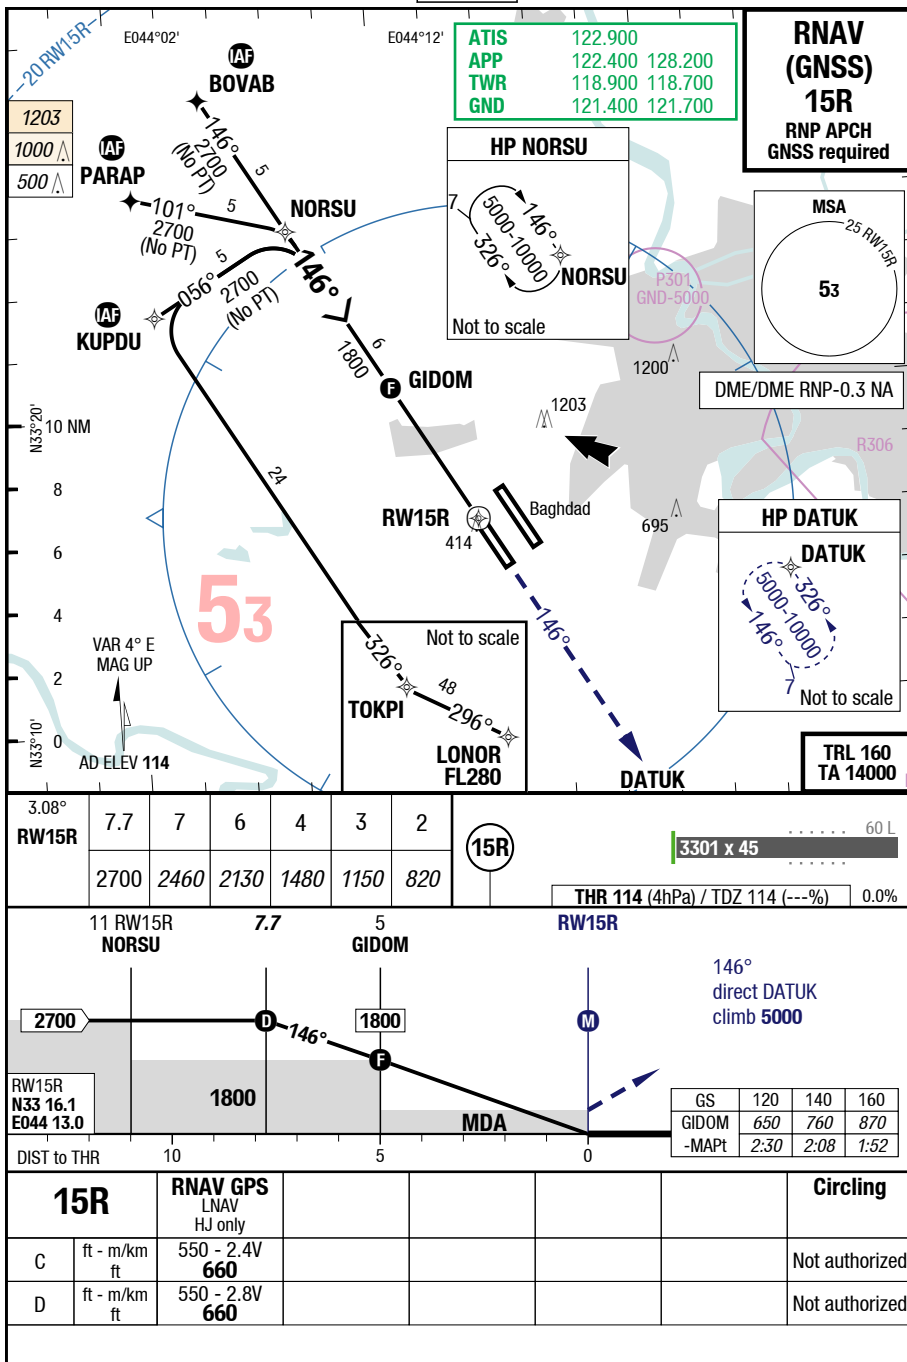 20 RW15R
E044°02'
E044°12'
ATIS 122.900
APP 122.400 128.200
TWR 118.900 118.700
GND 121.400 121.700
RNAV
(GNSS)
15R
RNP APCH
GNSS required
1203
1000
500
IAF
BOVAB
146°
2700
(No PT)
5
IAF
PARAP
101°
5
2700
(No PT)
NORSU
IAF
KUPDU
056°
5
2700
(No PT)
146°
6
1800
F GIDOM
HP NORSU
7
146°
5000-10000
326°
NORSU
Not to scale
P301
GND-5000
MSA
25 RW15R
53
DME/DME RNP-0.3 NA
1200
1203
R306
N33°20'
10 NM
8
6
4
2
0
N33°10'
24
RW15R
414
Baghdad
695
HP DATUK
DATUK
326°
5000-10000
146°
7
Not to scale
53
VAR 4° E
MAG UP
AD ELEV 114
Not to scale
326°
TOKPI
48
296°
LONOR
FL280
146°
DATUK
TRL 160
TA 14000
3.08°
RW15R
7.7 7 6 4 3 2
2700 2460 2130 1480 1150 820
15R
60 L
3301 x 45
THR 114 (4hPa) / TDZ 114 (---%) 0.0%
11 RW15R
NORSU
7.7
5
GIDOM
RW15R
146°
direct DATUK
climb 5000
2700
D
146°
1800
M
F
RW15R
N33 16.1
E044 13.0
1800
MDA
GS 120 140 160
GIDOM 650 760 870
-MAPt 2:30 2:08 1:52
DIST to THR 10 5 0
15R
RNAV GPS
LNAV
HJ only
Circling
C
ft - m/km
ft
550 - 2.4V
660
Not authorized
D
ft - m/km
ft
550 - 2.8V
660
Not authorized